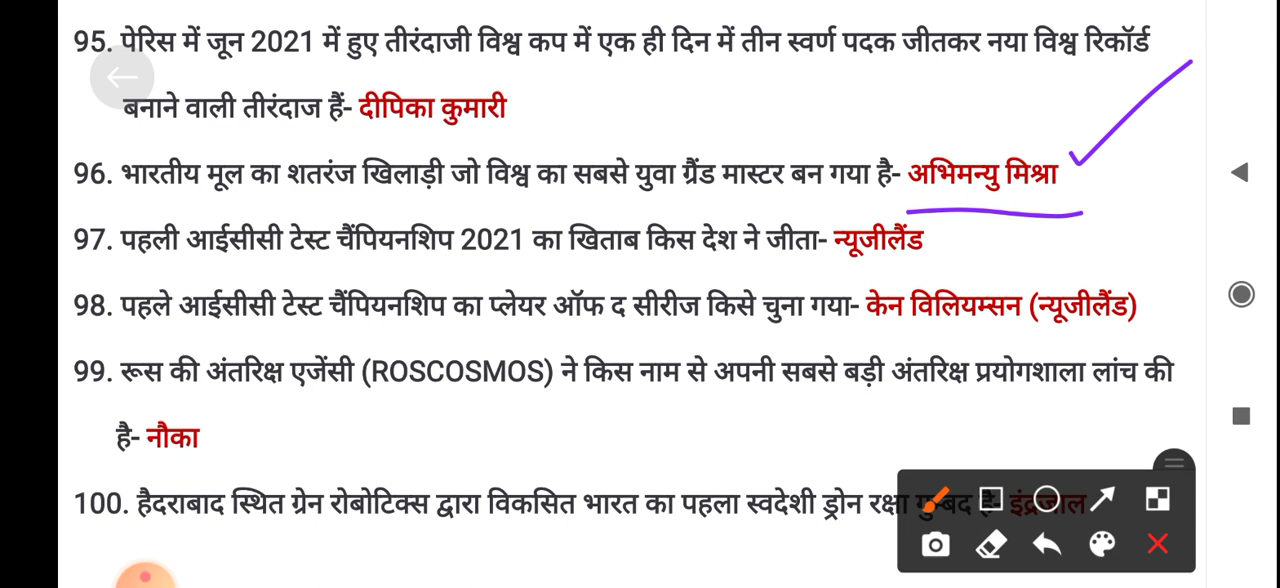 95. पेरिस में जून 2021 में हुए तीरंदाजी विश्व कप में एक ही दिन में तीन स्वर्ण पदक जीतकर नया विश्व रिकॉर्ड
बनाने वाली तीरंदाज हैं- दीपिका कुमारी
96. भारतीय मूल का शतरंज खिलाड़ी जो विश्व का सबसे युवा ग्रैंड मास्टर बन गया है- अभिमन्यु मिश्रा
97. पहली आईसीसी टेस्ट चैंपियनशिप 2021 का खिताब किस देश ने जीता- न्यूजीलैंड
98. पहले आईसीसी टेस्ट चैंपियनशिप का प्लेयर ऑफ द सीरीज किसे चुना गया- केन विलियम्सन (न्यूजीलैंड)
99. रूस की अंतरिक्ष एजेंसी (ROSCOSMOS) ने किस नाम से अपनी सबसे बड़ी अंतरिक्ष प्रयोगशाला लांच की
है- नौका
100. हैदराबाद स्थित ग्रेन रोबोटिक्स द्वारा विकसित भारत का पहला स्वदेशी ड्रोन रक्षा गुम्बद है- इंद्रजाल